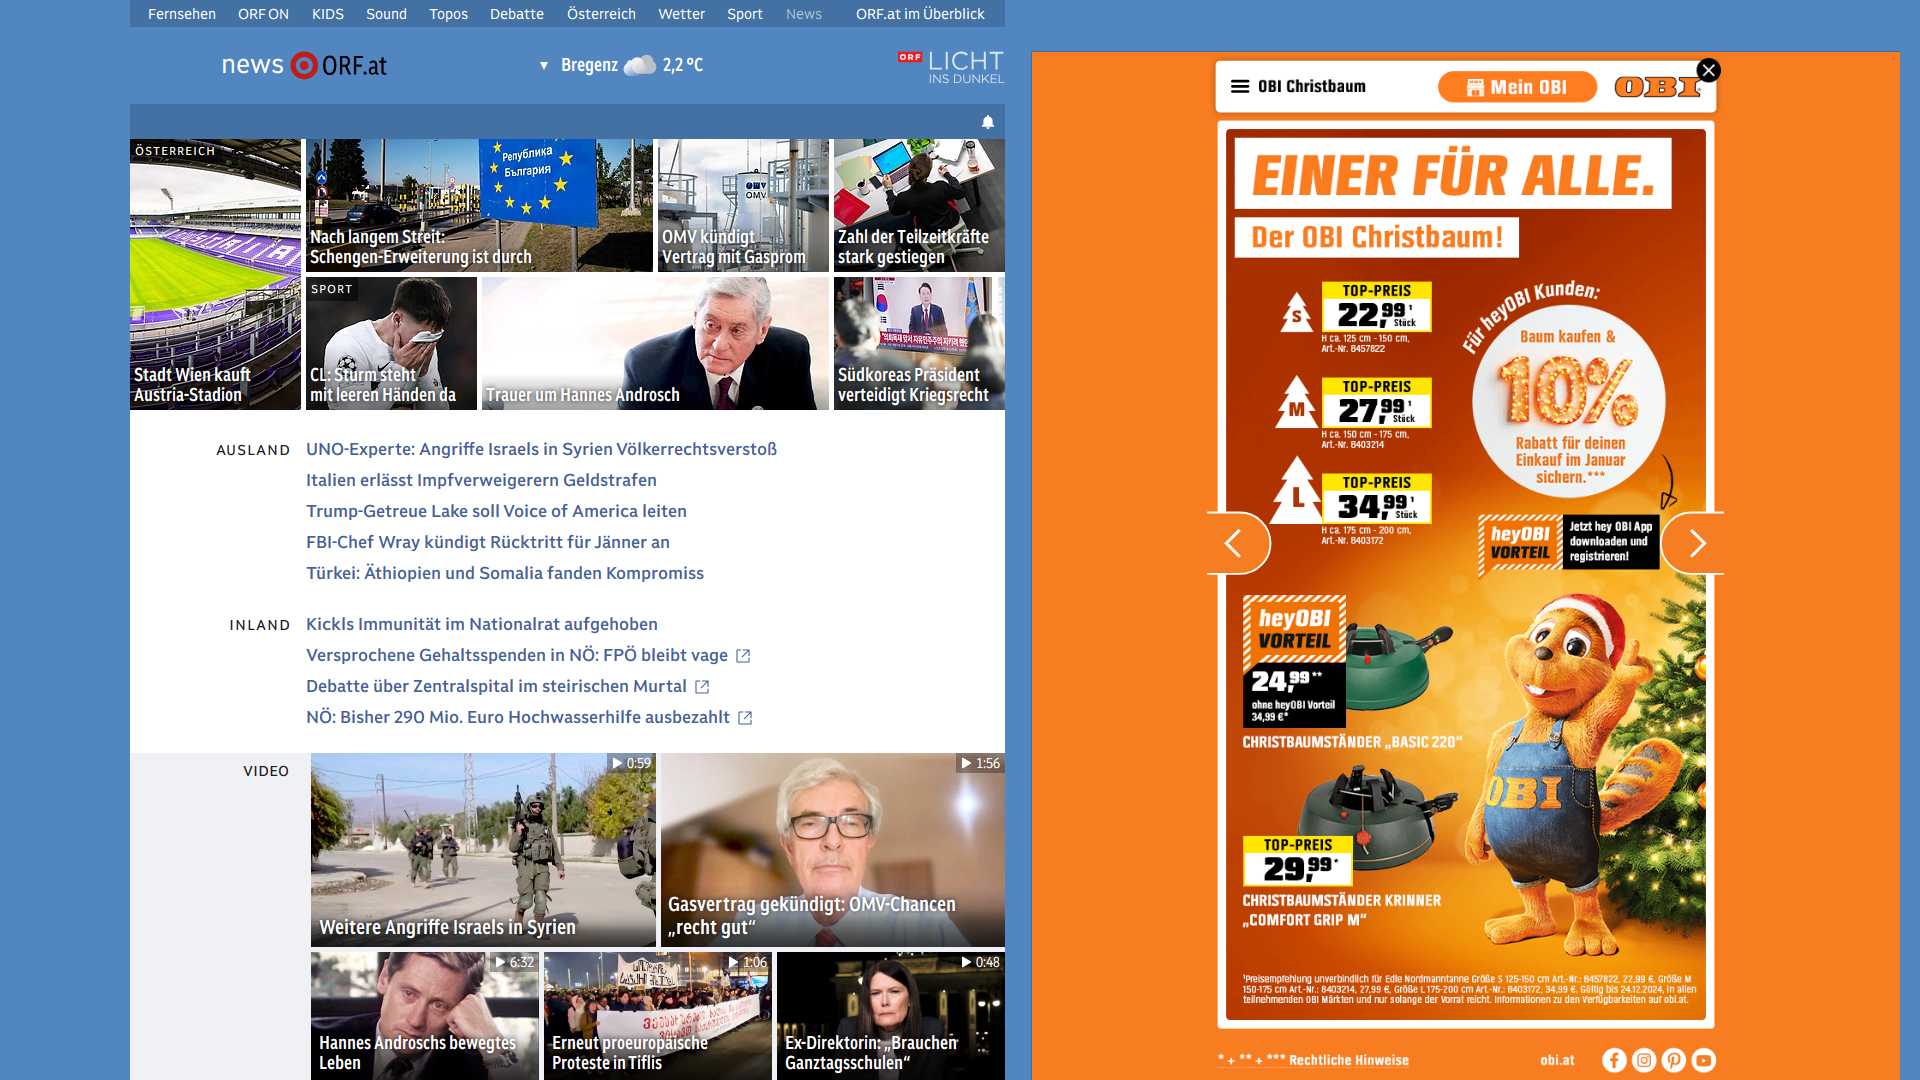 Fernsehen ORF ON KIDS Sound Topos Debatte Österreich Wetter Sport News ORF.at im Überblick
news ORF.at
Bregenz 2,2 °C
ORF LICHT
INS DUNKEL
ÖSTERREICH
Stadt Wien kauft
Austria-Stadion
Република
България
Nach langem Streit:
Schengen-Erweiterung ist durch
OMV
OMV
OMV kündigt
Vertrag mit Gasprom
Zahl der Teilzeitkräfte
stark gestiegen
SPORT
CL: Sturm steht
mit leeren Händen da
Trauer um Hannes Androsch
Südkoreas Präsident
verteidigt Kriegsrecht
AUSLAND
UNO-Experte: Angriffe Israels in Syrien Völkerrechtsverstoß
Italien erlässt Impfverweigerern Geldstrafen
Trump-Getreue Lake soll Voice of America leiten
FBI-Chef Wray kündigt Rücktritt für Jänner an
Türkei: Äthiopien und Somalia fanden Kompromiss
INLAND
Kickls Immunität im Nationalrat aufgehoben
Versprochene Gehaltsspenden in NÖ: FPÖ bleibt vage
Debatte über Zentralspital im steirischen Murtal
NÖ: Bisher 290 Mio. Euro Hochwasserhilfe ausbezahlt
VIDEO
0:59
Weitere Angriffe Israels in Syrien
1:56
Gasvertrag gekündigt: OMV-Chancen
„recht gut“
6:32
Hannes Androschs bewegtes
Leben
1:06
Erneut proeuropäische
Proteste in Tiflis
0:48
Ex-Direktorin: „Brauchen
Ganztagsschulen“
OBI Christbaum
Mein OBI
OBI
EINER FÜR ALLE.
Der OBI Christbaum!
S
TOP-PREIS
22,99¹
Stück
H ca. 125 cm - 150 cm,
Art.-Nr. 8457822
M
TOP-PREIS
27,99¹
Stück
H ca. 150 cm - 175 cm,
Art.-Nr. 8403214
L
TOP-PREIS
34,99¹
Stück
H ca. 175 cm - 200 cm,
Art.-Nr. 8403172
Für heyOBI Kunden:
Baum kaufen &
10%
Rabatt für deinen
Einkauf im Januar
sichern.***
heyOBI
VORTEIL
Jetzt hey OBI App
downloaden und
registrieren!
heyOBI
VORTEIL
24,99**
ohne heyOBI Vorteil
34,99 €*
CHRISTBAUMSTÄNDER „BASIC 220“
OBI
TOP-PREIS
29,99*
CHRISTBAUMSTÄNDER KRINNER
„COMFORT GRIP M“
¹Preisempfehlung unverbindlich für Edle Nordmanntanne Größe S 125-150 cm Art.-Nr.: 8457822, 22,99 €, Größe M
150-175 cm Art.-Nr.: 8403214, 27,99 €, Größe L 175-200 cm Art.-Nr.: 8403172, 34,99 €. Gültig bis 24.12.2024, in allen
teilnehmenden OBI Märkten und nur solange der Vorrat reicht. Informationen zu den Verfügbarkeiten auf obi.at.
* + ** + *** Rechtliche Hinweise
obi.at